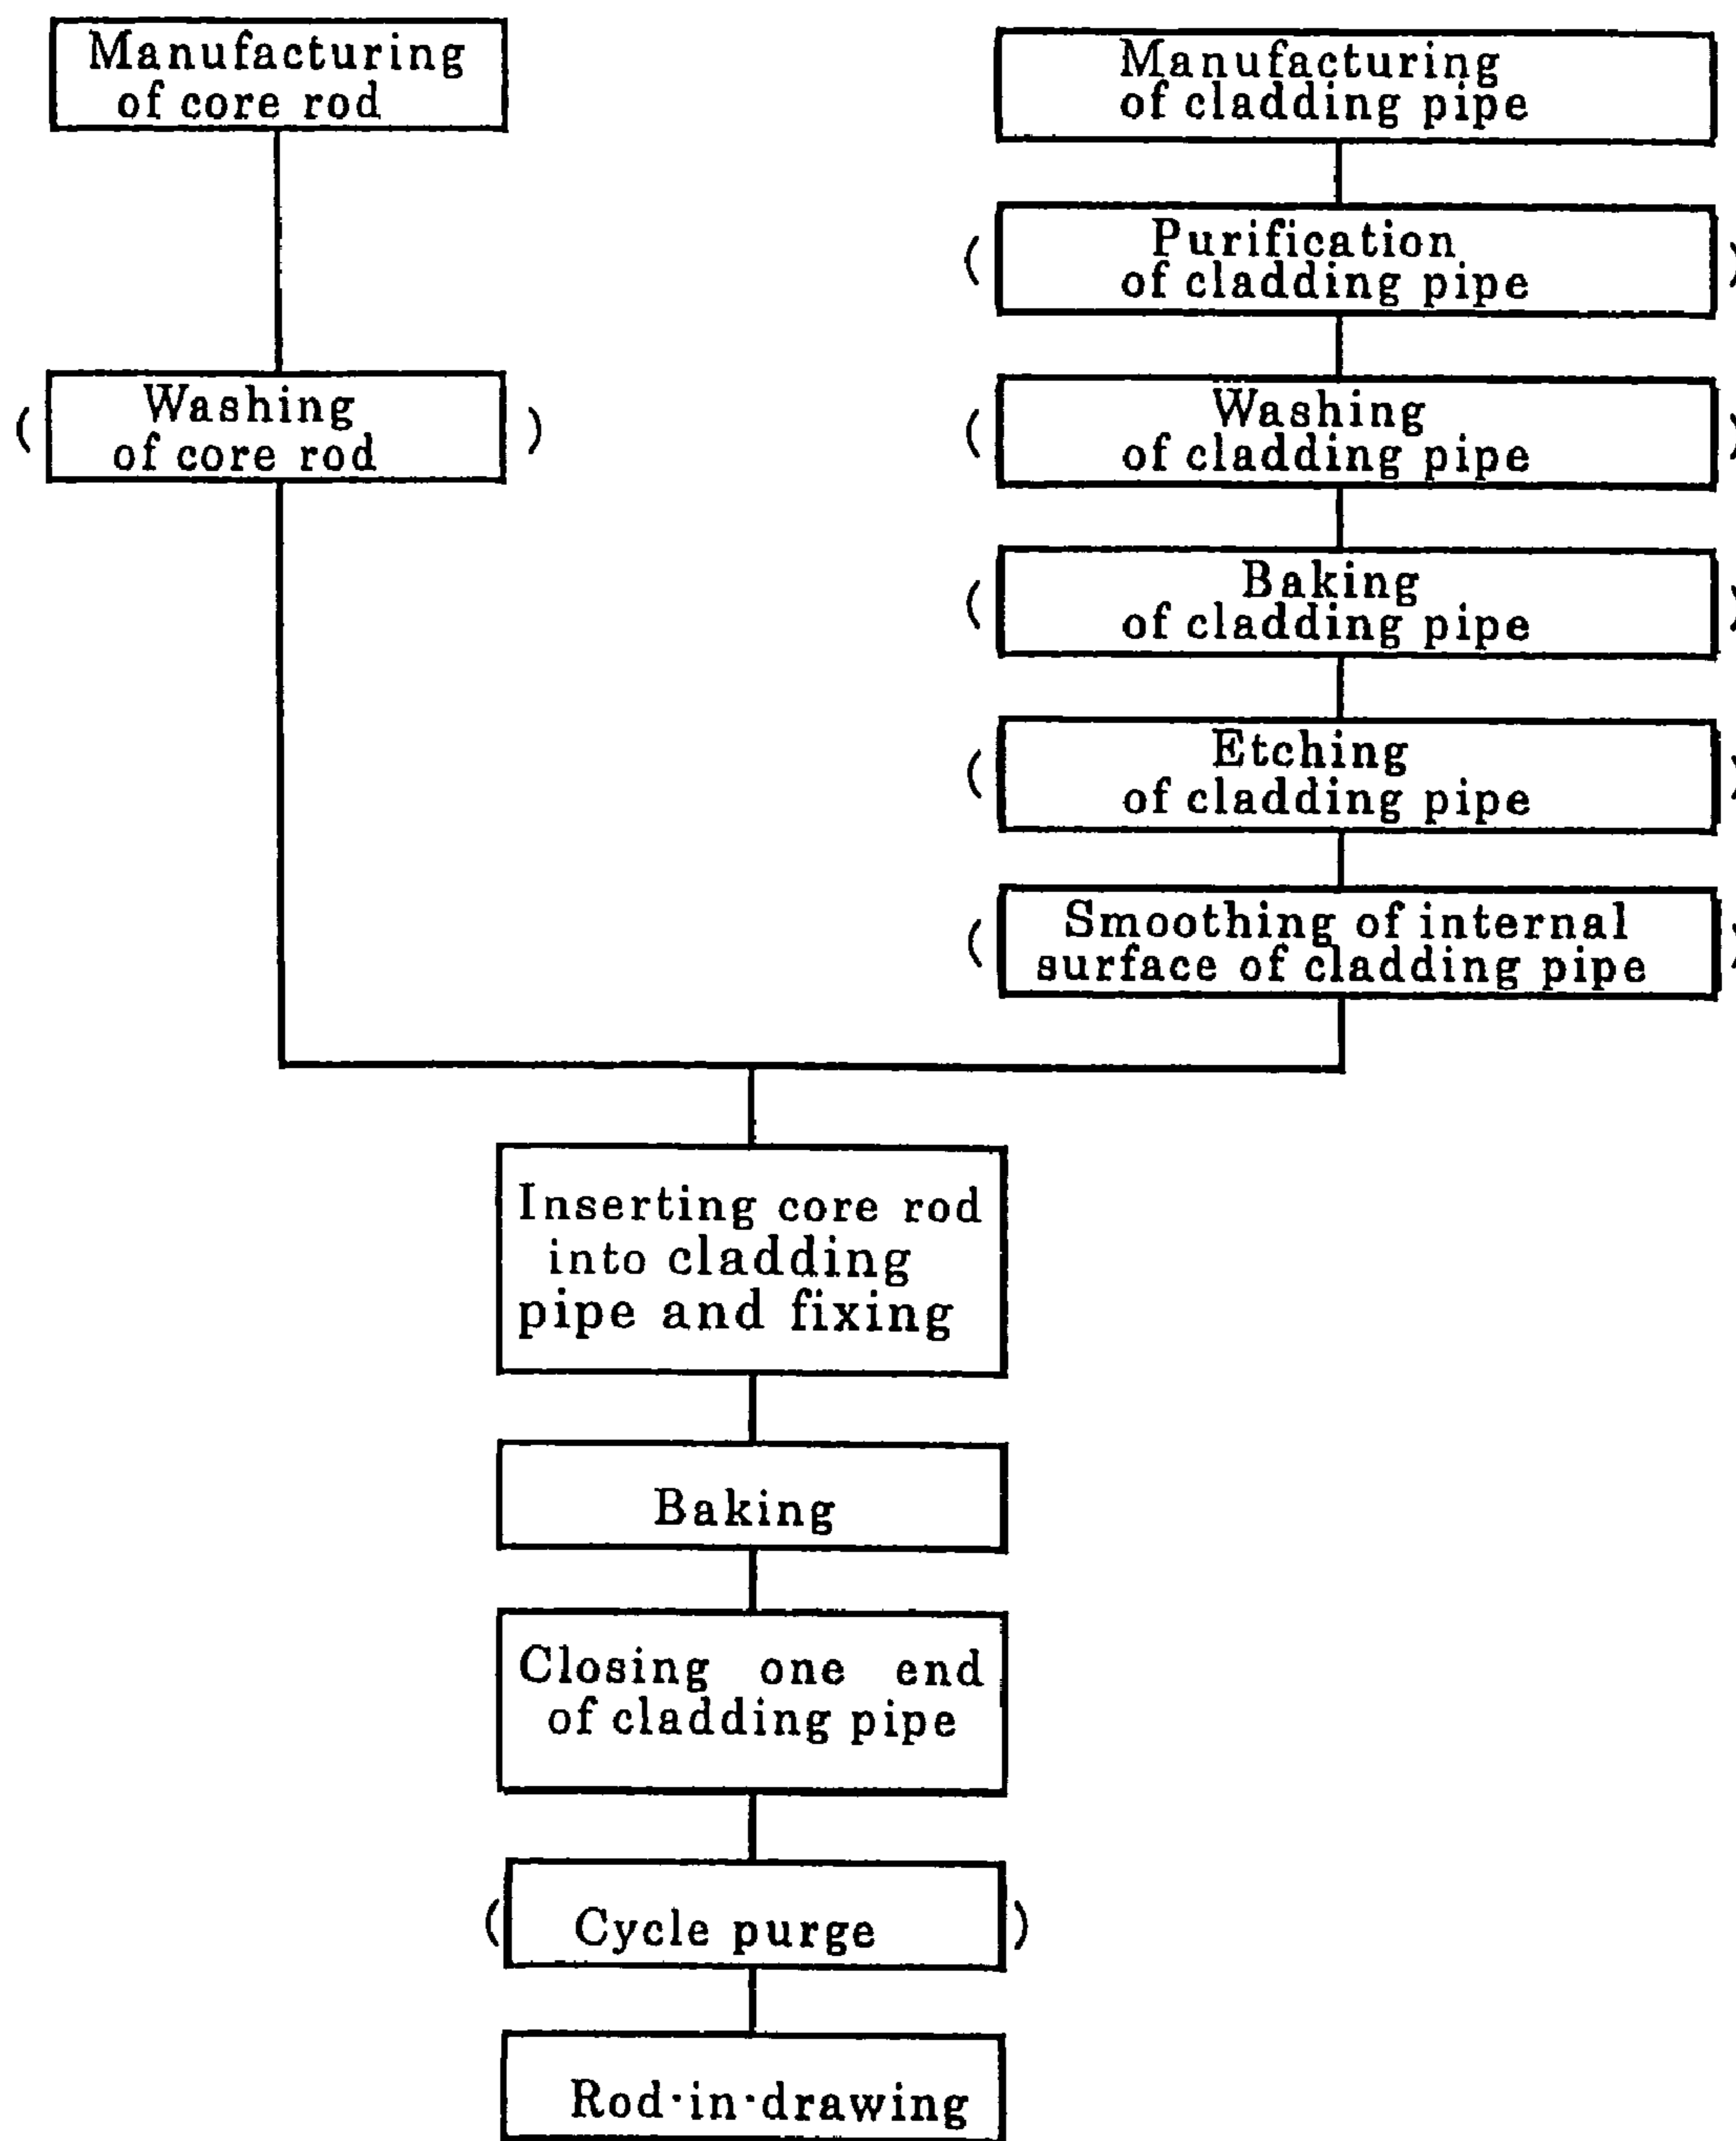 Manufacturing
of core rod
Manufacturing
of cladding pipe
(
Purification
of cladding pipe
)
(
Washing
of core rod
)
(
Washing
of cladding pipe
)
(
Baking
of cladding pipe
)
(
Etching
of cladding pipe
)
(
Smoothing of internal
surface of cladding pipe
)
Inserting core rod
into cladding
pipe and fixing
Baking
Closing one end
of cladding pipe
(
Cycle purge
)
Rod·in·drawing